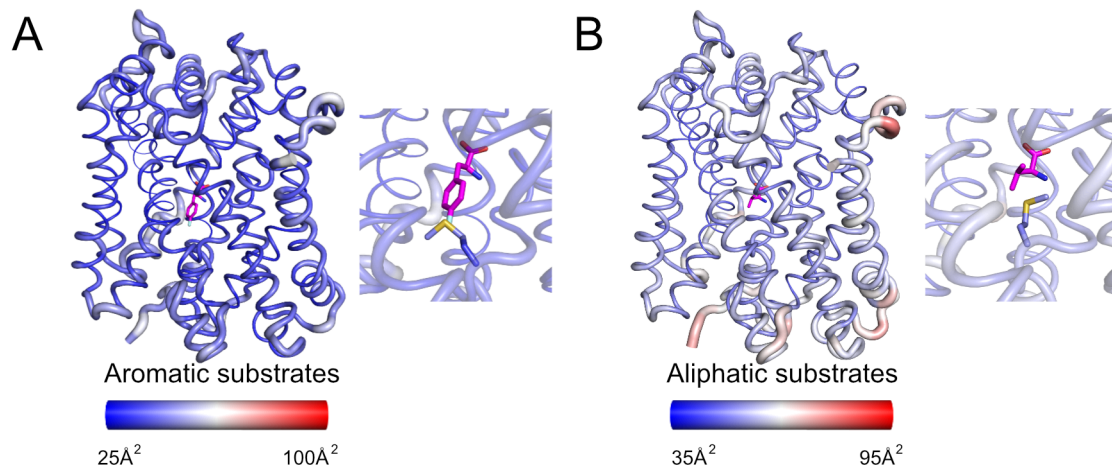 A
B
Aromatic substrates
25Å²
100Å²
Aliphatic substrates
35Å²
95Å²